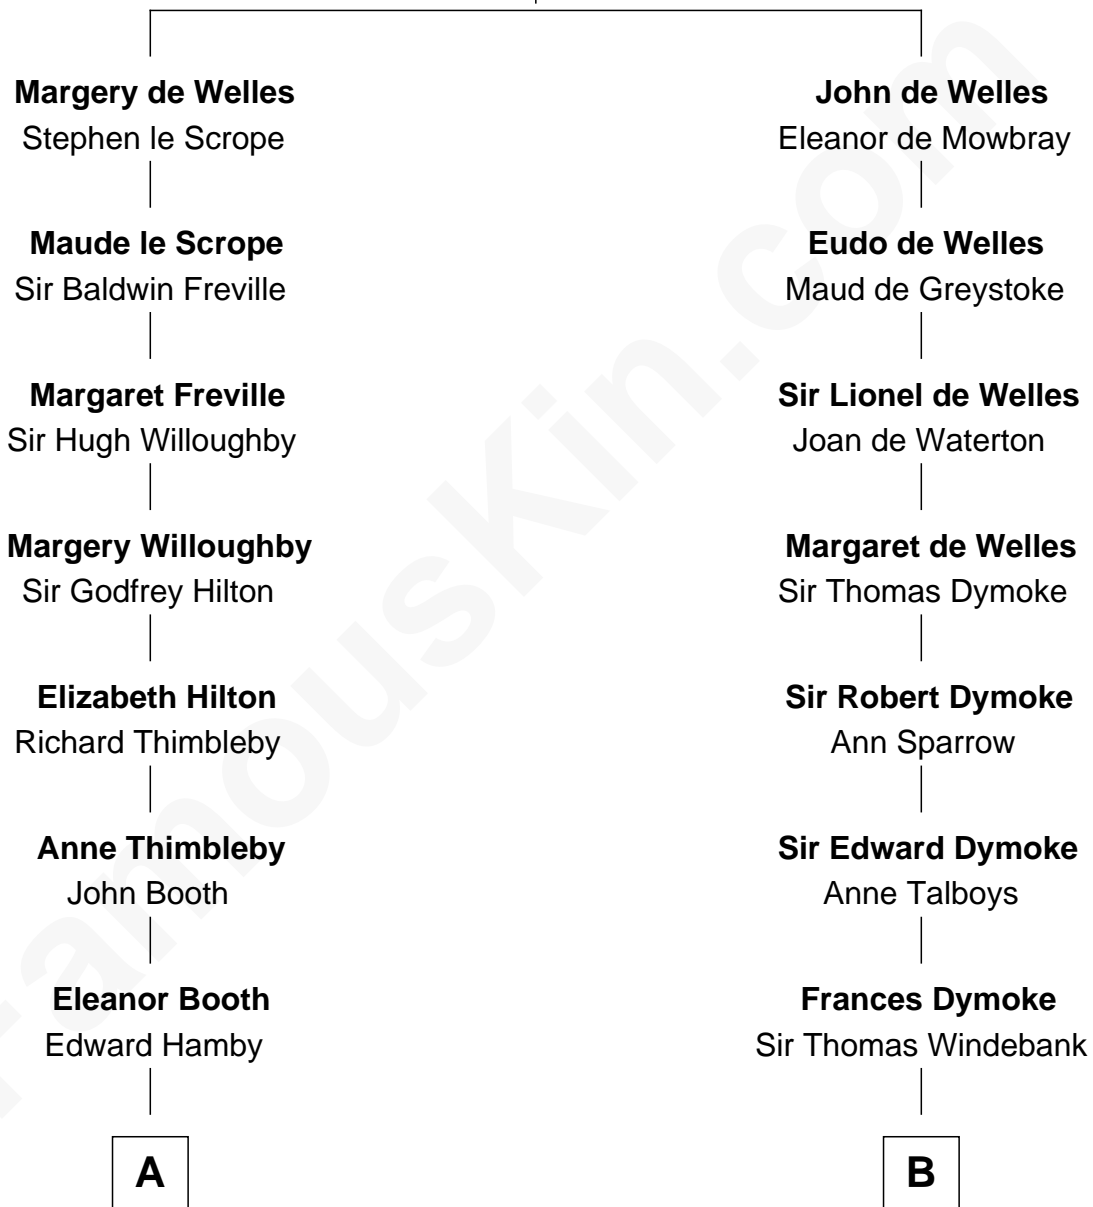 Margery de Welles
Stephen le Scrope
John de Welles
Eleanor de Mowbray
Maude le Scrope
Sir Baldwin Freville
Eudo de Welles
Maud de Greystoke
Margaret Freville
Sir Hugh Willoughby
Sir Lionel de Welles
Joan de Waterton
Margery Willoughby
Sir Godfrey Hilton
Margaret de Welles
Sir Thomas Dymoke
Elizabeth Hilton
Richard Thimbleby
Sir Robert Dymoke
Ann Sparrow
Anne Thimbleby
John Booth
Sir Edward Dymoke
Anne Talboys
Eleanor Booth
Edward Hamby
Frances Dymoke
Sir Thomas Windebank
A
B
FamousKin.com